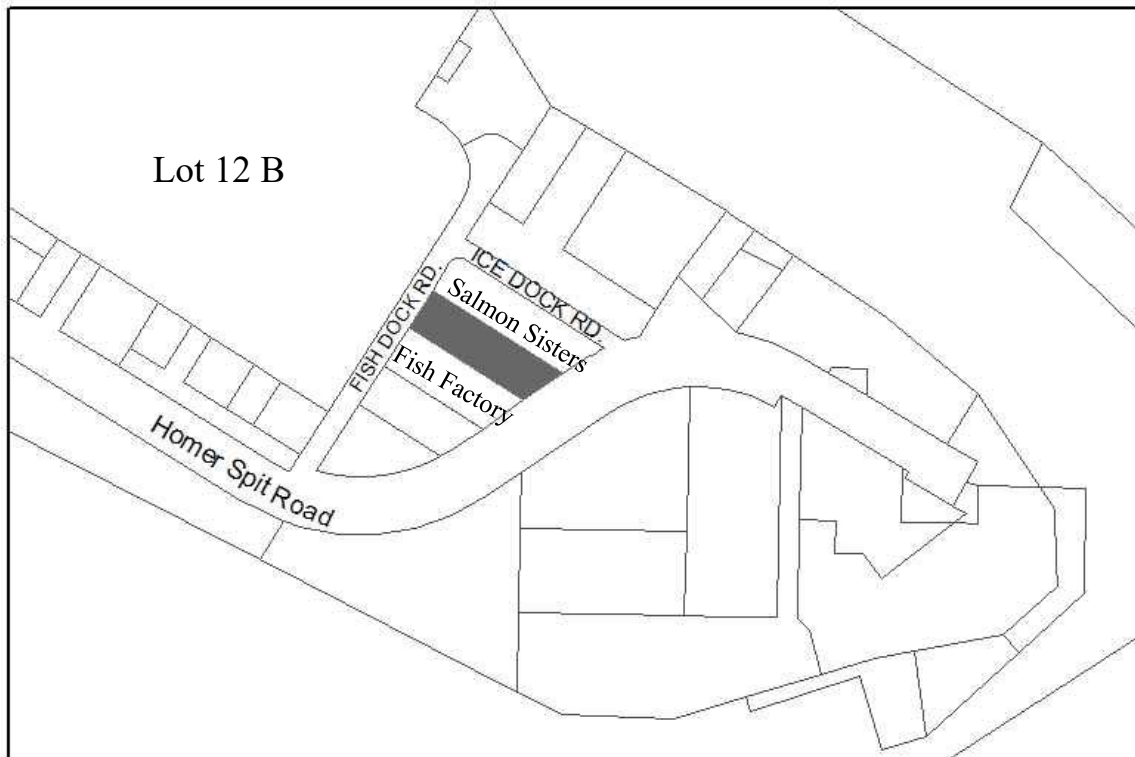 Lot 12 B
ICE DOCK RD.
Salmon Sisters
FISH DOCK RD.
Fish Factory
Homer Spit Road